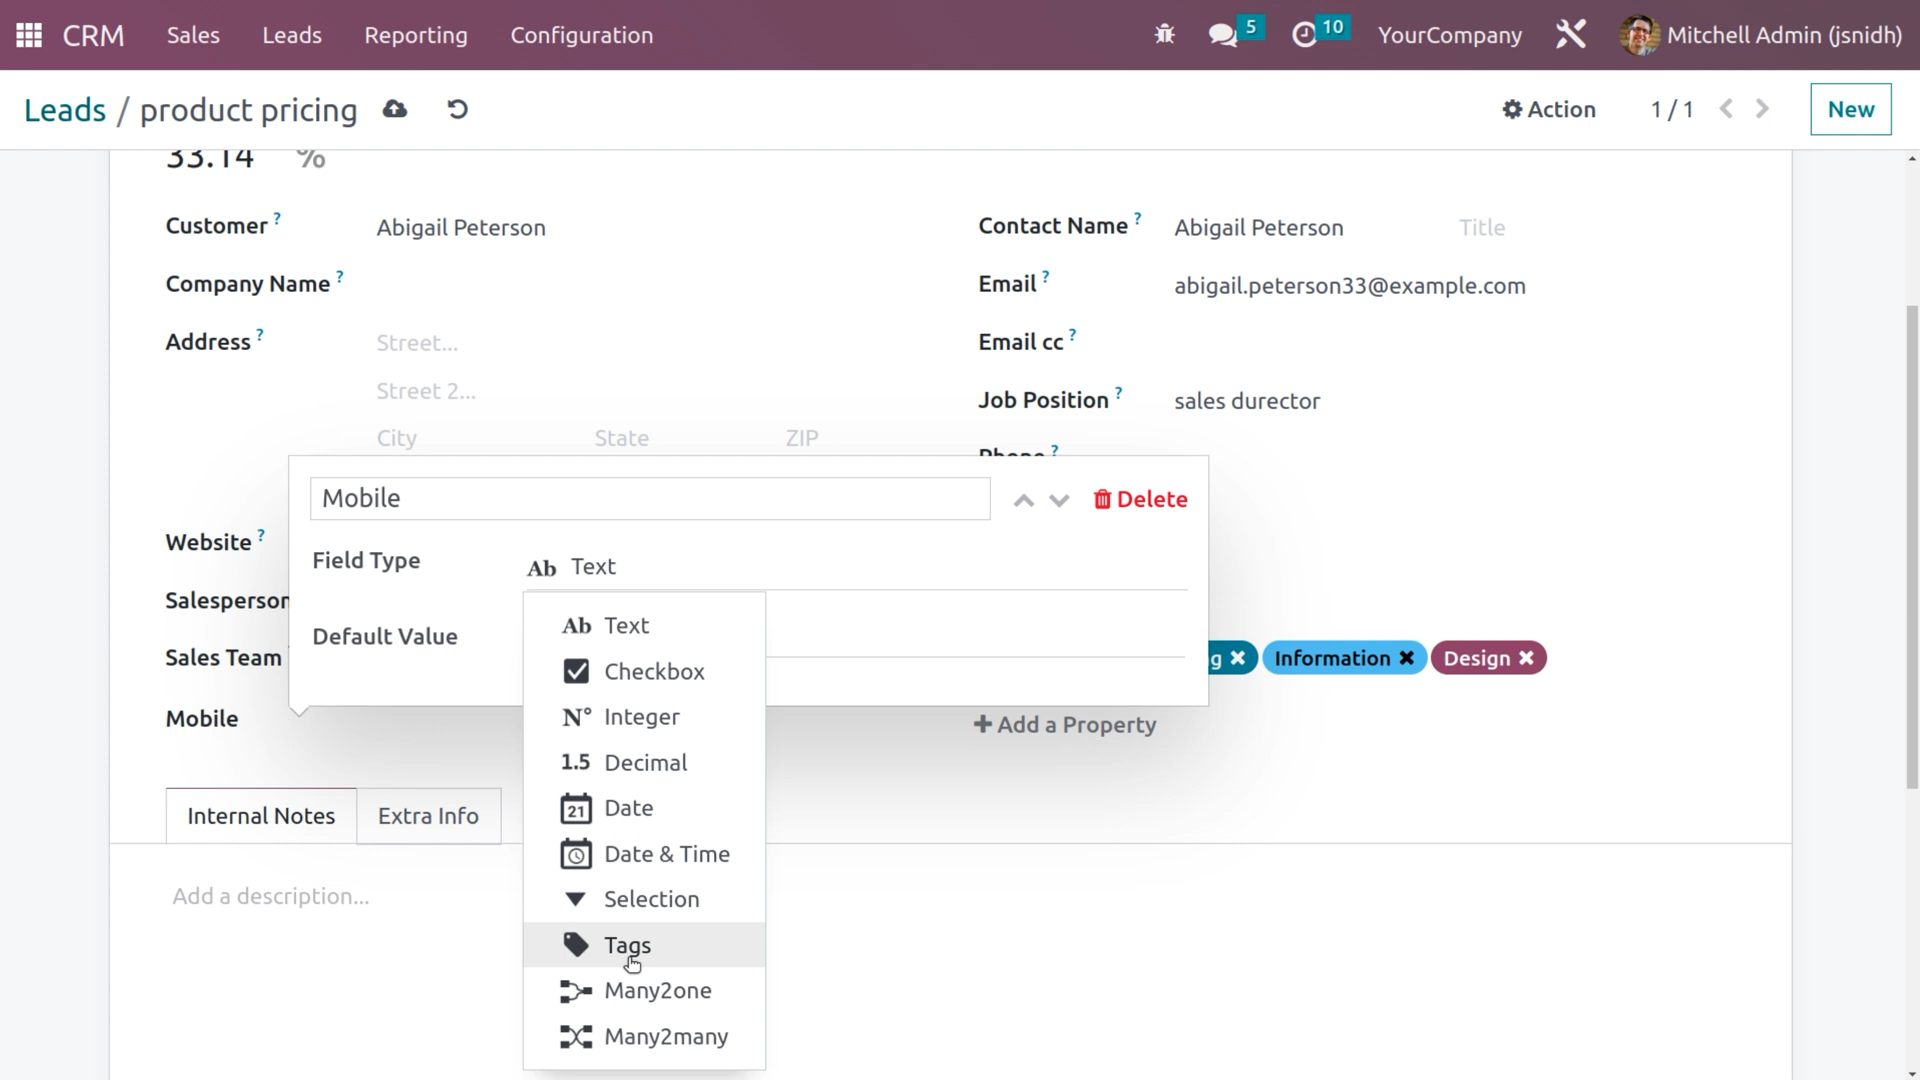 CRM Sales Leads Reporting Configuration 5 10 YourCompany Mitchell Admin (jsnidh)
Leads / product pricing Action 1 / 1 New
33.14 %
Customer ? Abigail Peterson Contact Name ? Abigail Peterson Title
Company Name ? Email ? abigail.peterson33@example.com
Address ? Street... Email cc ?
Street 2...
Job Position ? sales durector
City State ZIP
Phone ?
Mobile Delete
Website ?
Field Type Ab Text
Salesperson
Ab Text
Default Value
Sales Team g Information Design
Checkbox
N° Integer
Mobile + Add a Property
1.5 Decimal
21 Date
Internal Notes Extra Info
Date & Time
Add a description... Selection
Tags
Many2one
Many2many